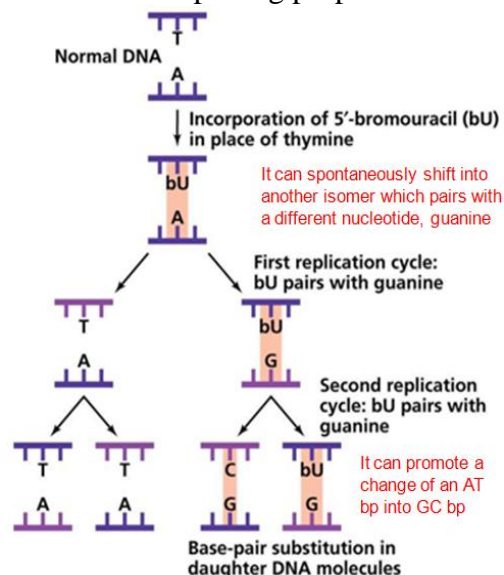 T
Normal DNA
A
Incorporation of 5′-bromouracil (bU)
in place of thymine
bU
A
It can spontaneously shift into
another isomer which pairs with
a different nucleotide, guanine
First replication cycle:
bU pairs with guanine
T
A
bU
G
Second replication
cycle: bU pairs with
guanine
T
A
T
A
C
G
bU
G
It can promote a
change of an AT
bp into GC bp
Base-pair substitution in
daughter DNA molecules